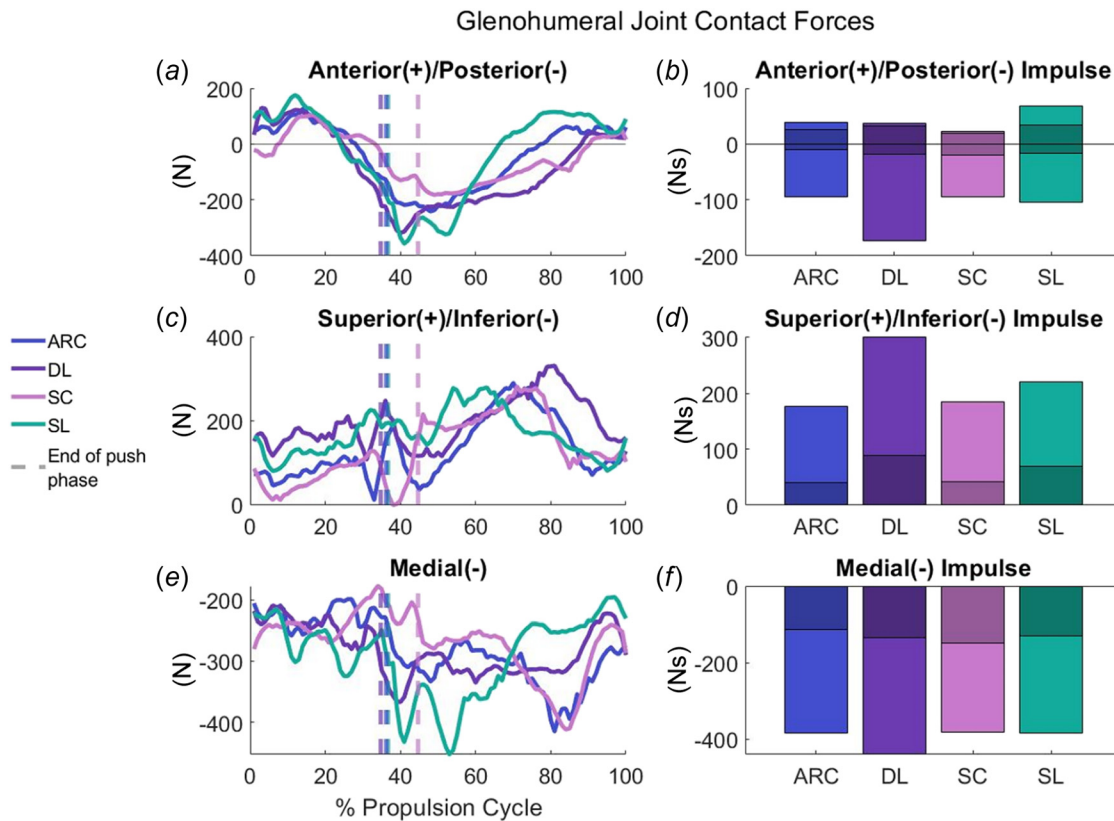 Glenohumeral Joint Contact Forces
(a) Anterior(+)/Posterior(-)
200
0
-200
-400
(N)
0 20 40 60 80 100
(b) Anterior(+)/Posterior(-) Impulse
100
0
-100
-200
(Ns)
ARC DL SC SL
ARC
DL
SC
SL
End of push
phase
(c) Superior(+)/Inferior(-)
400
200
0
(N)
0 20 40 60 80 100
(d) Superior(+)/Inferior(-) Impulse
300
200
100
0
(Ns)
ARC DL SC SL
(e) Medial(-)
-200
-300
-400
(N)
0 20 40 60 80 100
% Propulsion Cycle
(f) Medial(-) Impulse
0
-200
-400
(Ns)
ARC DL SC SL